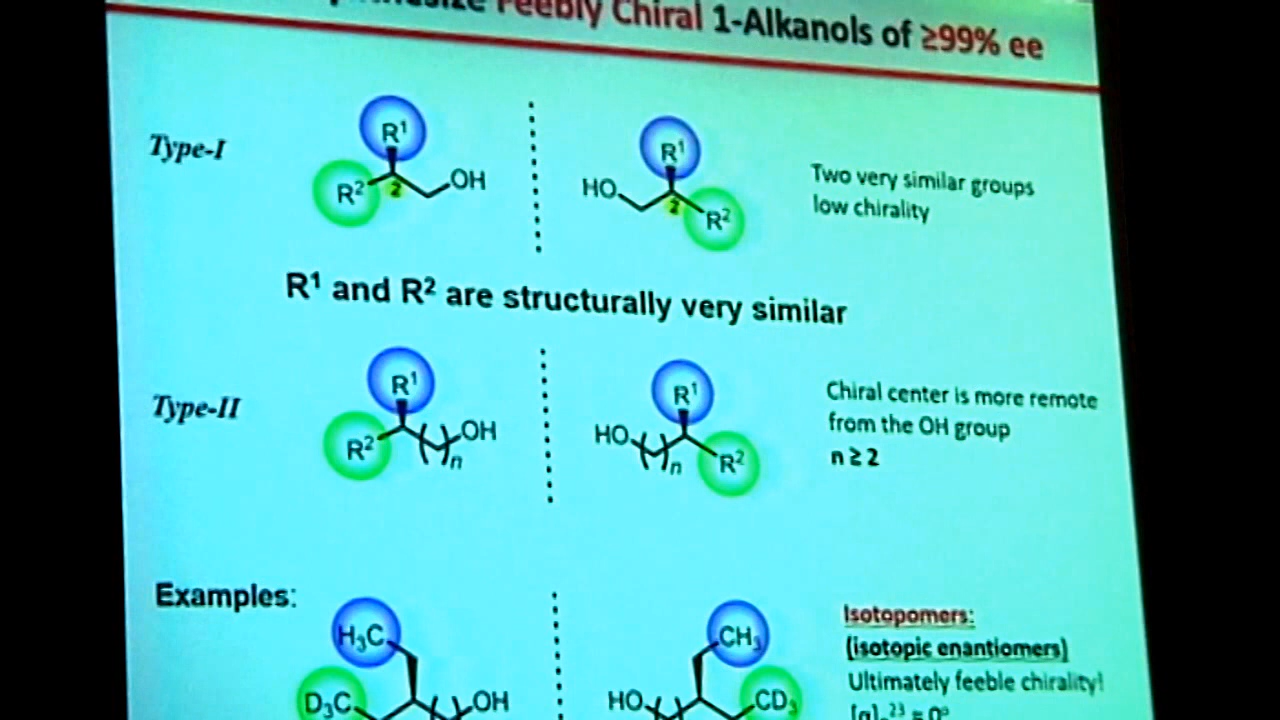 Feebly Chiral 1-Alkanols of ≥99% ee
Type-I
R¹
R²
2
OH
R¹
HO
2
R²
Two very similar groups
low chirality
R¹ and R² are structurally very similar
Type-II
R¹
R²
OH
n
R¹
HO
n
R²
Chiral center is more remote
from the OH group
n ≥ 2
Examples:
H₃C
D₃C
OH
CH₃
HO
CD₃
Isotopomers:
(isotopic enantiomers)
Ultimately feeble chirality!
[α]D²³ = 0°